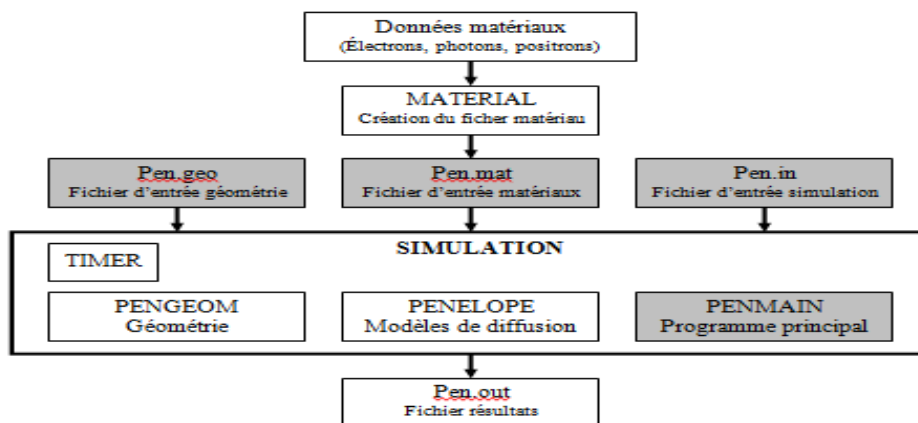 Données matériaux
(Électrons, photons, positrons)
MATERIAL
Création du ficher matériau
Pen.geo
Fichier d'entrée géométrie
Pen.mat
Fichier d'entrée matériaux
Pen.in
Fichier d'entrée simulation
SIMULATION
TIMER
PENGEOM
Géométrie
PENELOPE
Modèles de diffusion
PENMAIN
Programme principal
Pen.out
Fichier résultats